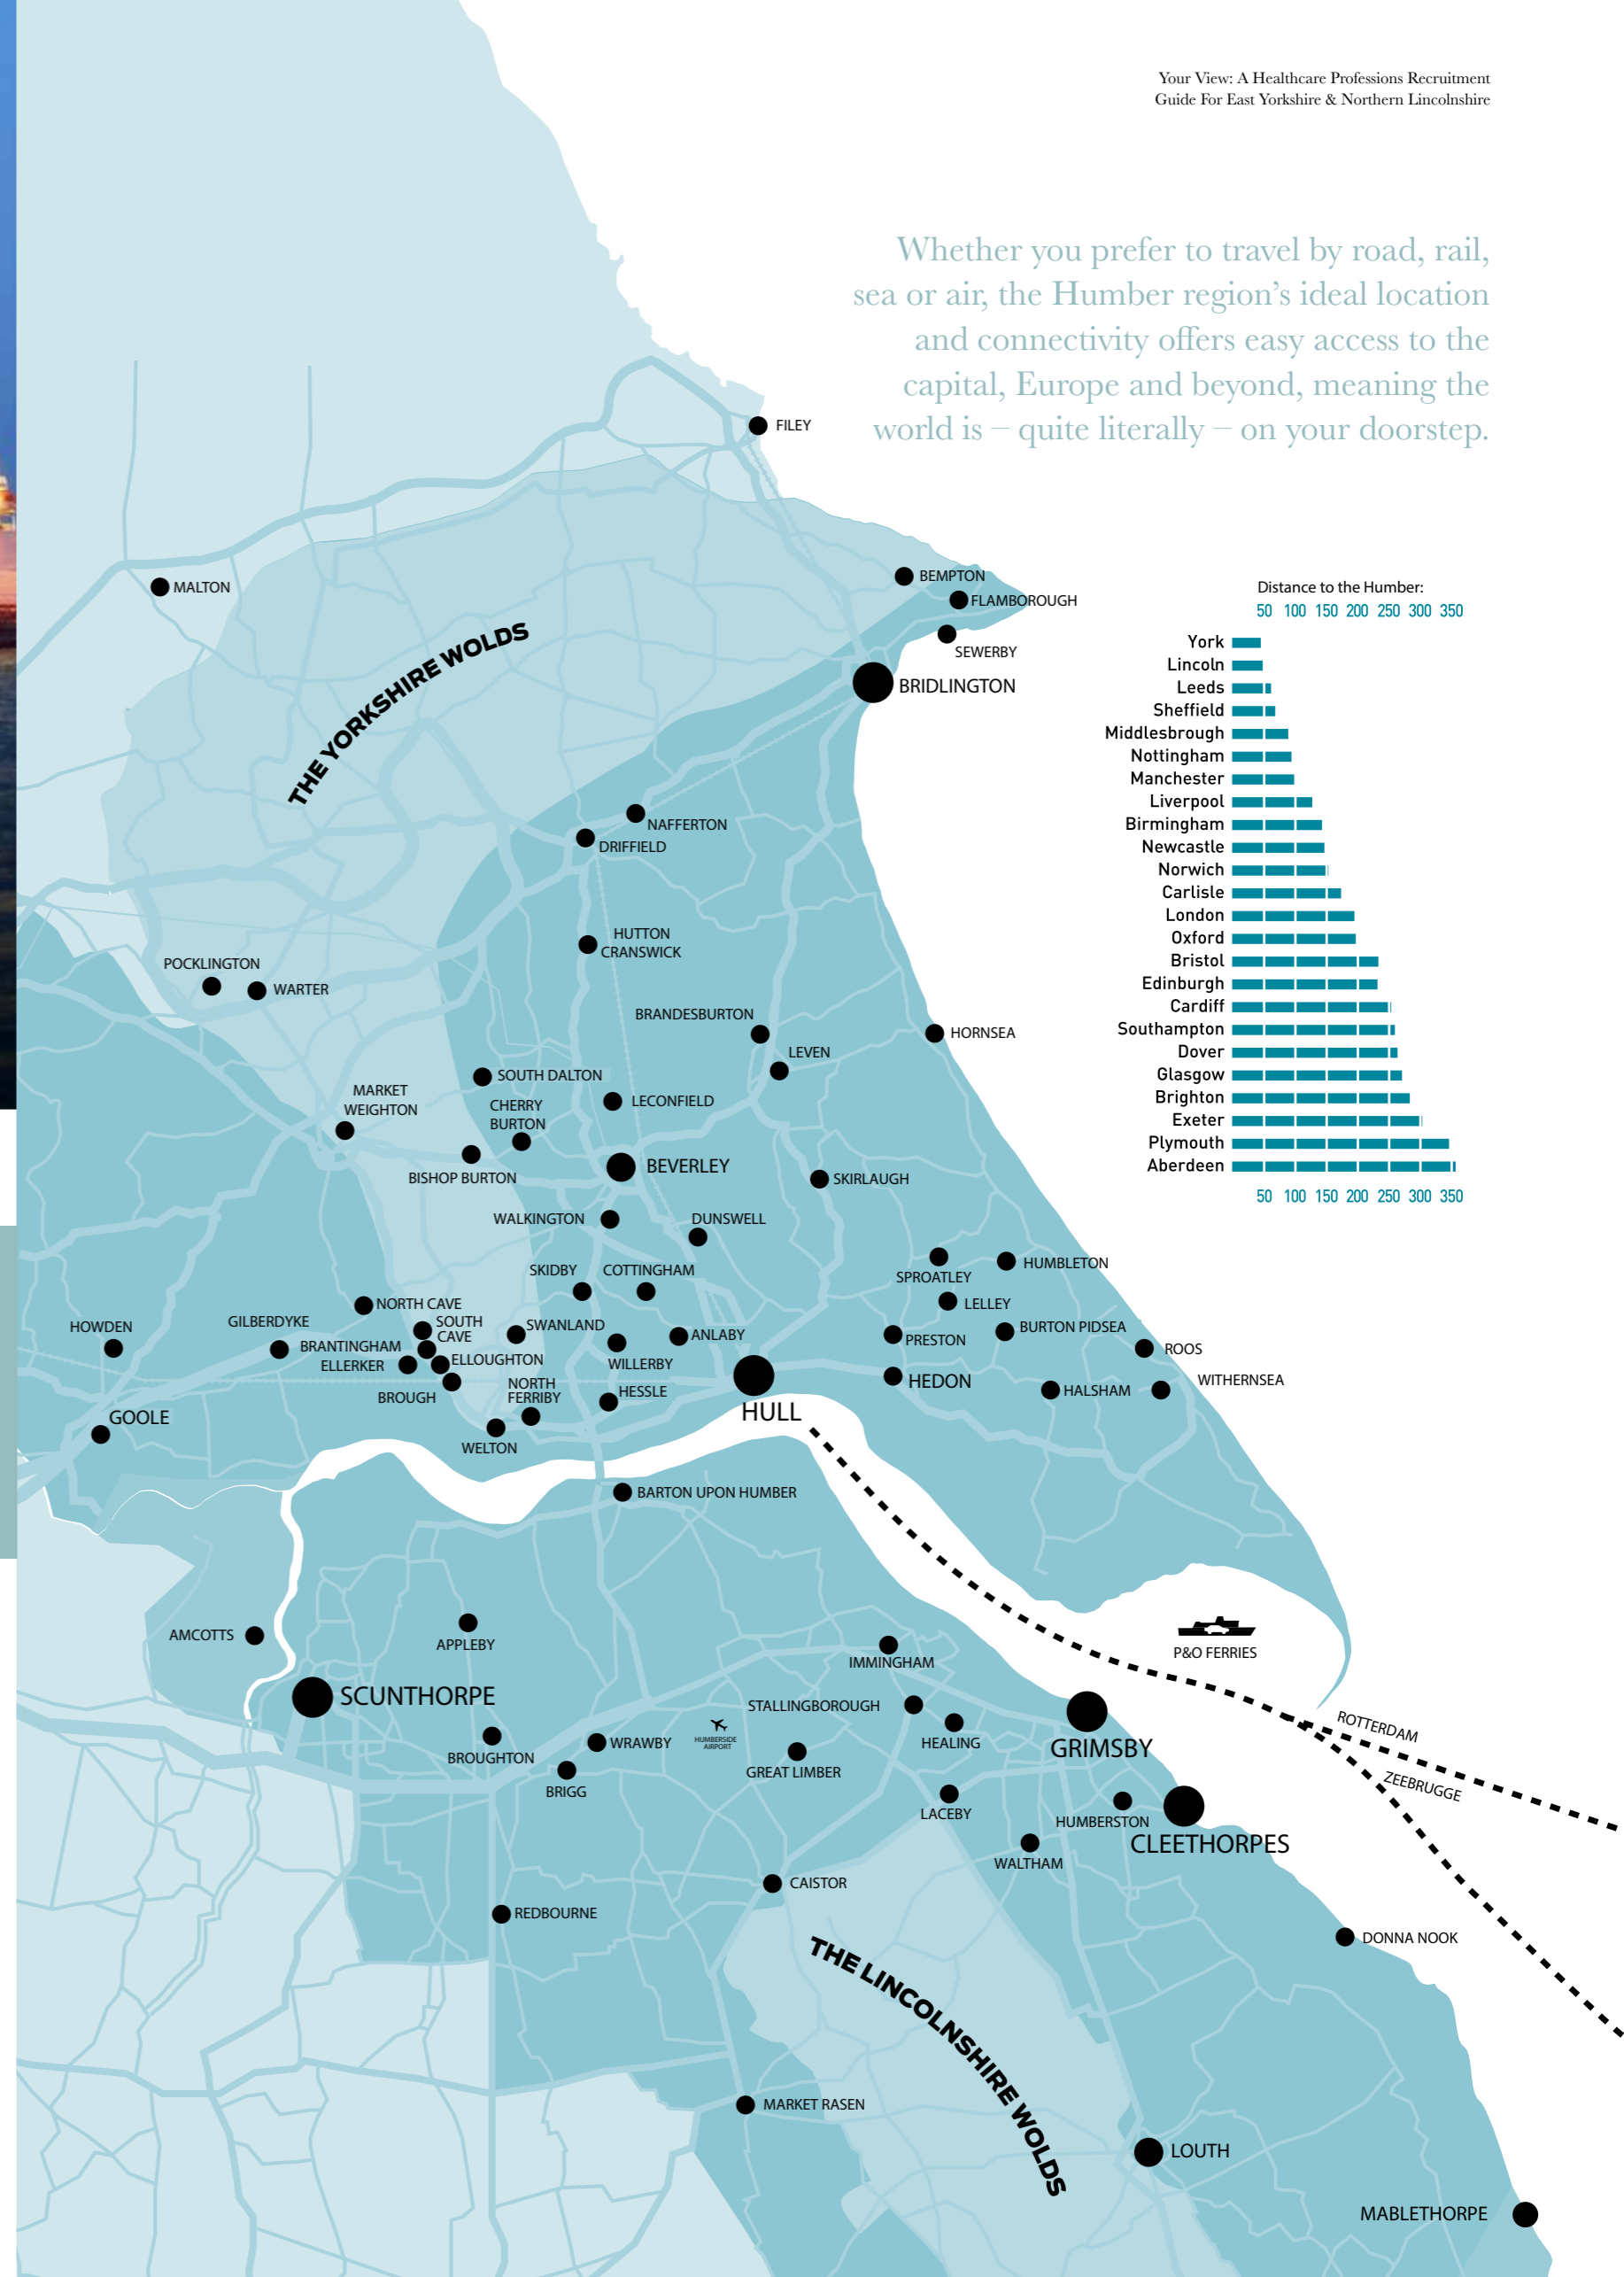 Your View: A Healthcare Professions Recruitment
Guide For East Yorkshire & Northern Lincolnshire
Whether you prefer to travel by road, rail,
sea or air, the Humber region’s ideal location
and connectivity offers easy access to the
capital, Europe and beyond, meaning the
world is – quite literally – on your doorstep.
FILEY
MALTON
BEMPTON
FLAMBOROUGH
SEWERBY
BRIDLINGTON
THE YORKSHIRE WOLDS
Distance to the Humber:
50 100 150 200 250 300 350
York
Lincoln
Leeds
Sheffield
Middlesbrough
Nottingham
Manchester
Liverpool
Birmingham
Newcastle
Norwich
Carlisle
London
Oxford
Bristol
Edinburgh
Cardiff
Southampton
Dover
Glasgow
Brighton
Exeter
Plymouth
Aberdeen
50 100 150 200 250 300 350
NAFFERTON
DRIFFIELD
HUTTON
CRANSWICK
POCKLINGTON
WARTER
BRANDESBURTON
HORNSEA
LEVEN
SOUTH DALTON
MARKET
WEIGHTON
LECONFIELD
CHERRY
BURTON
BEVERLEY
BISHOP BURTON
SKIRLAUGH
WALKINGTON
DUNSWELL
SKIDBY
COTTINGHAM
SPROATLEY
HUMBLETON
LELLEY
NORTH CAVE
GILBERDYKE
HOWDEN
SOUTH
CAVE
SWANLAND
ANLABY
PRESTON
BURTON PIDSEA
BRANTINGHAM
ELLERKER
ELLOUGHTON
WILLERBY
ROOS
BROUGH
NORTH
FERRIBY
HESSLE
HEDON
HALSHAM
WITHERNSEA
HULL
GOOLE
WELTON
BARTON UPON HUMBER
AMCOTTS
APPLEBY
IMMINGHAM
P&O FERRIES
SCUNTHORPE
STALLINGBOROUGH
HEALING
GRIMSBY
ROTTERDAM
ZEEBRUGGE
BROUGHTON
WRAWBY
HUMBERSIDE
AIRPORT
GREAT LIMBER
BRIGG
LACEBY
HUMBERSTON
CLEETHORPES
WALTHAM
CAISTOR
REDBOURNE
DONNA NOOK
THE LINCOLNSHIRE WOLDS
MARKET RASEN
LOUTH
MABLETHORPE